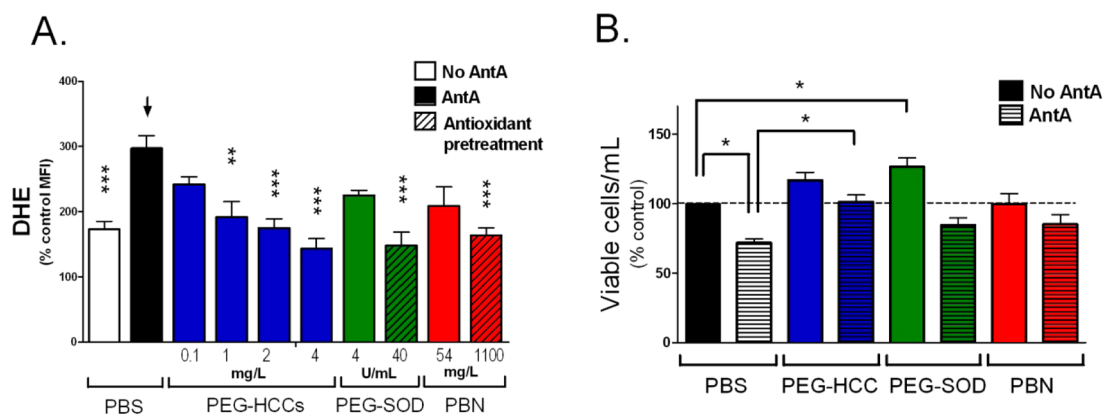 A.
No AntA
AntA
Antioxidant
pretreatment
DHE
(% control MFI)
400
300
200
100
0
***
**
***
***
***
***
0.1 1 2 4 4 40 54 1100
mg/L U/mL mg/L
PBS PEG-HCCs PEG-SOD PBN
B.
No AntA
AntA
Viable cells/mL
(% control)
150
100
50
0
*
*
*
PBS PEG-HCC PEG-SOD PBN